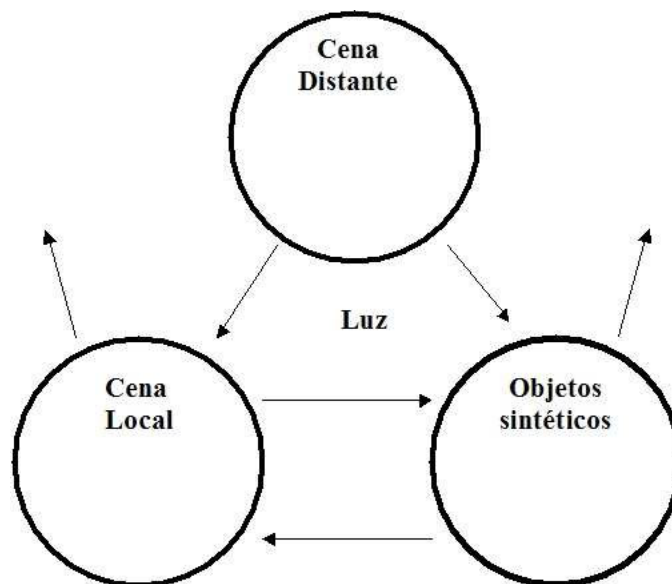 Cena
Distante
Luz
Cena
Local
Objetos
sintéticos